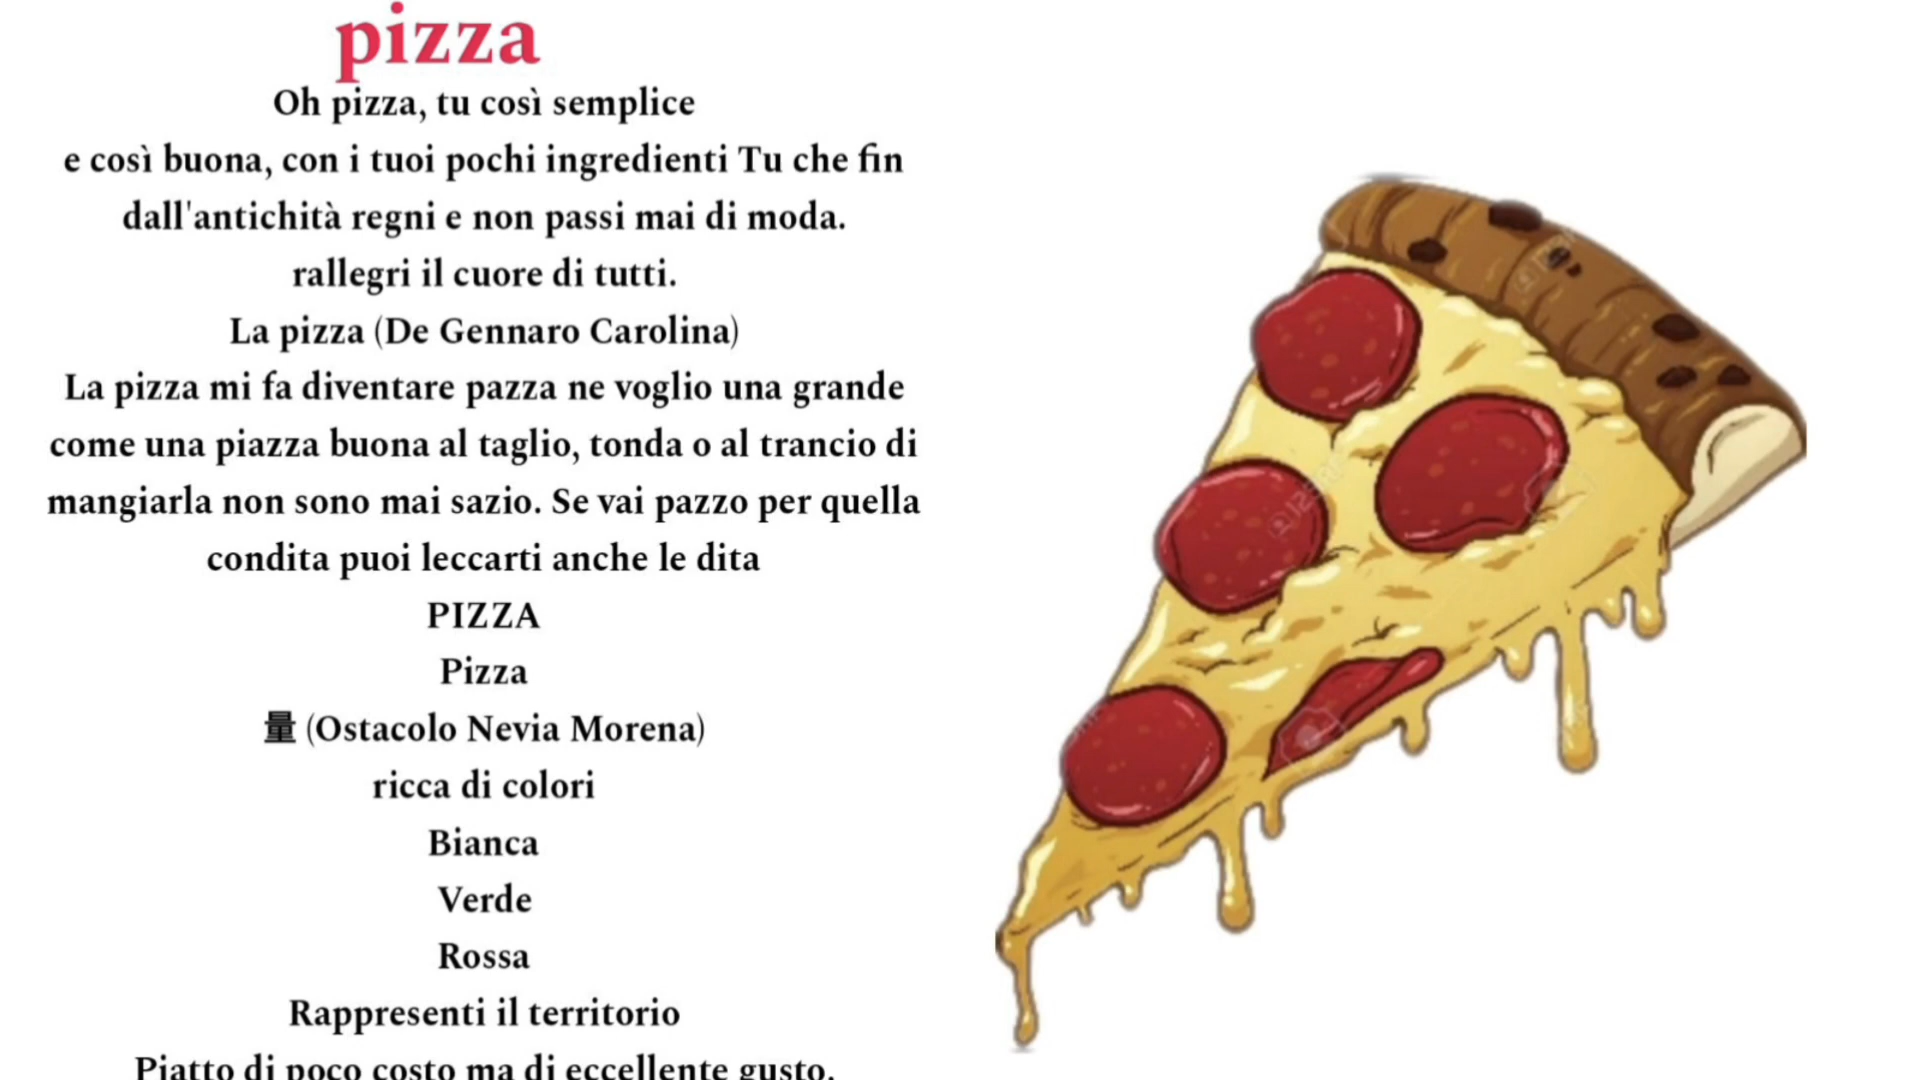 pizza
Oh pizza, tu così semplice
e così buona, con i tuoi pochi ingredienti Tu che fin
dall'antichità regni e non passi mai di moda.
rallegri il cuore di tutti.
La pizza (De Gennaro Carolina)
La pizza mi fa diventare pazza ne voglio una grande
come una piazza buona al taglio, tonda o al trancio di
mangiarla non sono mai sazio. Se vai pazzo per quella
condita puoi leccarti anche le dita
PIZZA
Pizza
量 (Ostacolo Nevia Morena)
ricca di colori
Bianca
Verde
Rossa
Rappresenti il territorio
Piatto di poco costo ma di eccellente gusto.